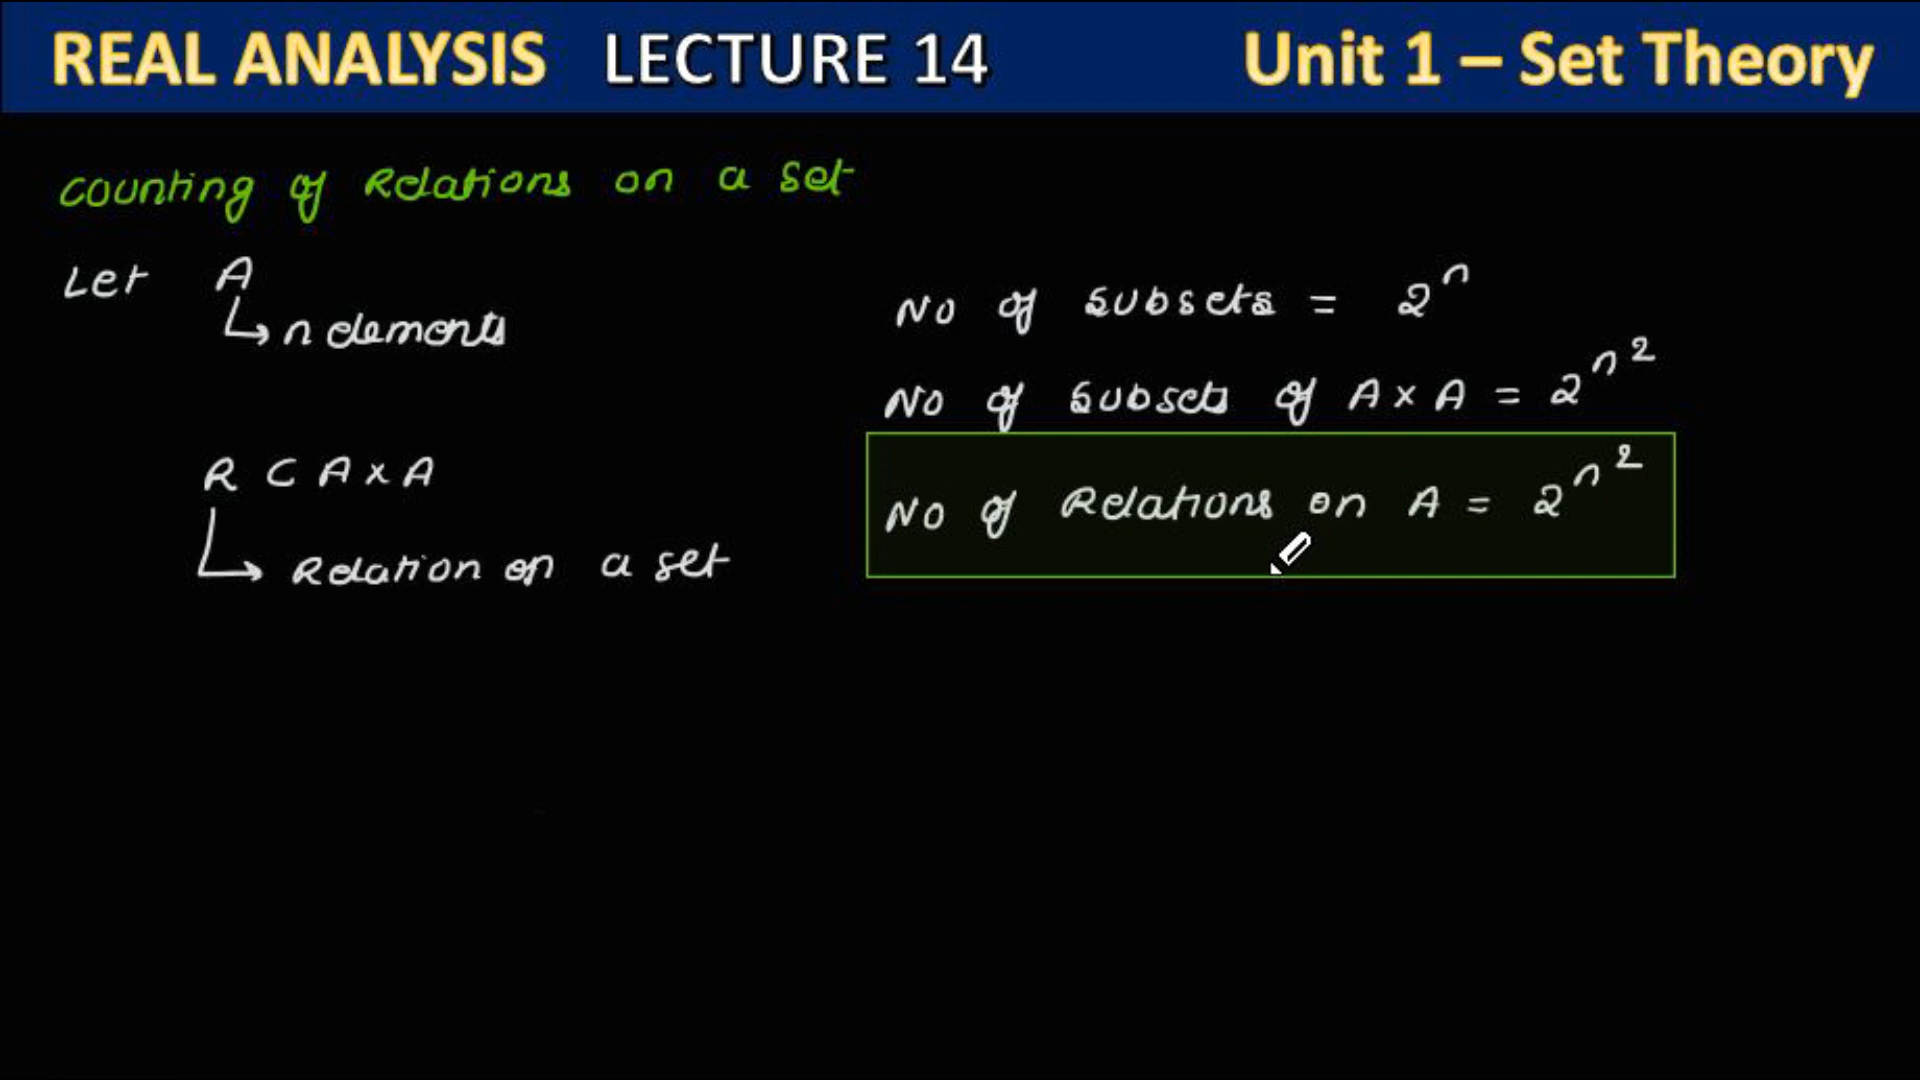 REAL ANALYSIS LECTURE 14 Unit 1 – Set Theory
Counting of Relations on a set
Let A
↳ n elements
R ⊂ A × A
↳ Relation on a set
No of subsets = 2^n
No of subsets of A × A = 2^n^2
No of Relations on A = 2^n^2